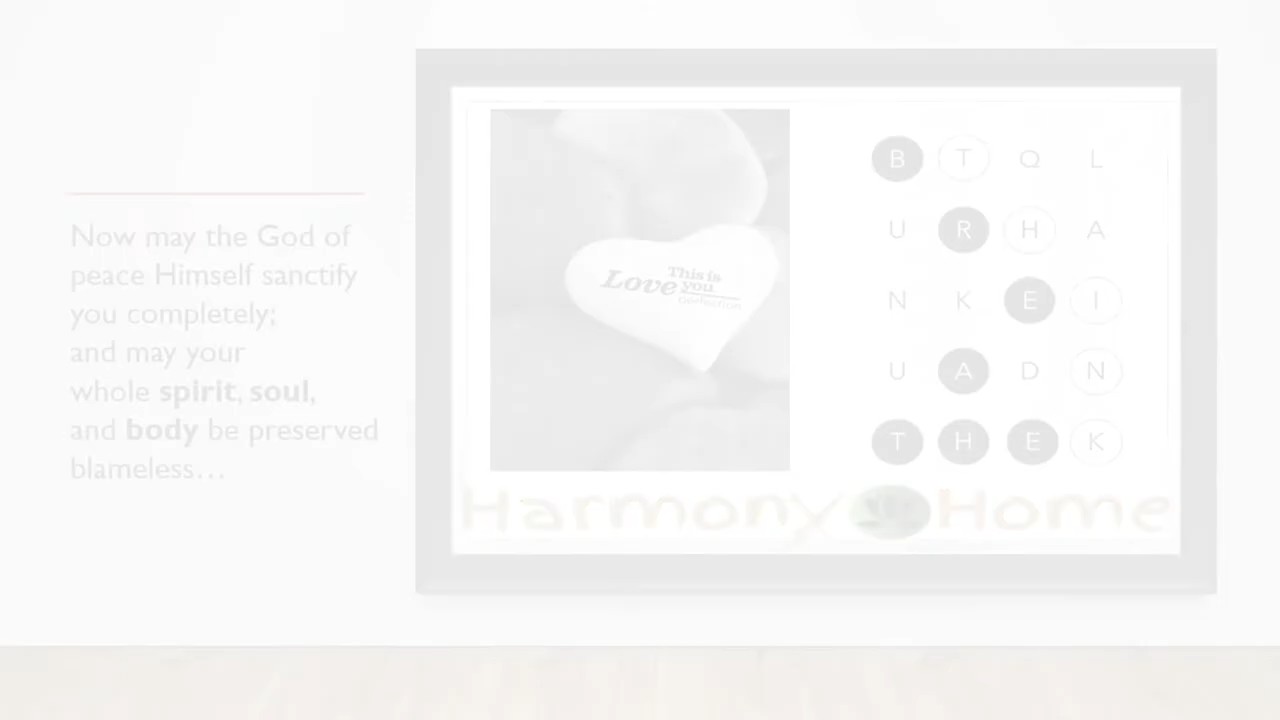 Now may the God of
peace Himself sanctify
you completely;
and may your
whole spirit, soul,
and body be preserved
blameless…
Love This is
you
perfection
B T Q L
U R H A
N K E I
U A D N
T H E K
Harmony Home